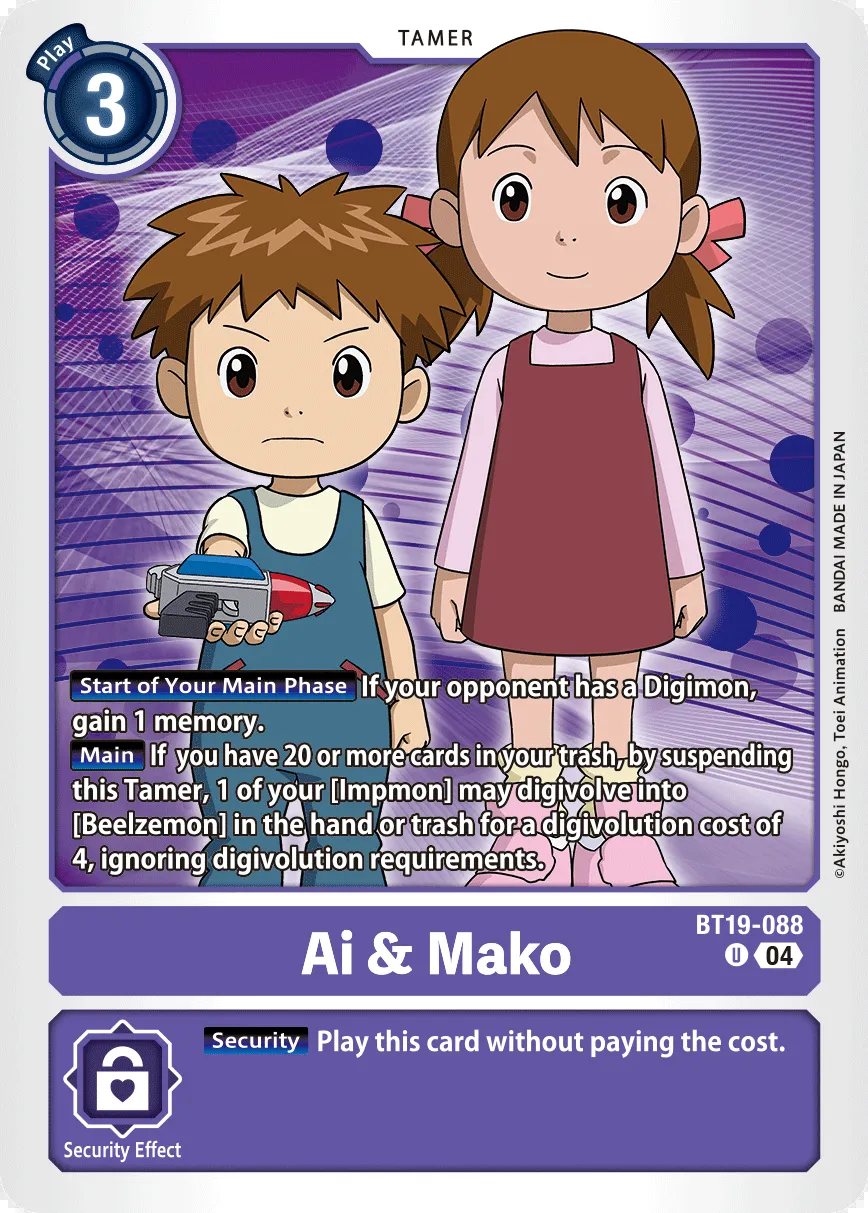 TAMER
Play
3
Start of Your Main Phase If your opponent has a Digimon,
gain 1 memory.
Main If you have 20 or more cards in your trash, by suspending
this Tamer, 1 of your [Impmon] may digivolve into
[Beelzemon] in the hand or trash for a digivolution cost of
4, ignoring digivolution requirements.
©Akiyoshi Hongo, Toei Animation BANDAI MADE IN JAPAN
BT19-088
Ai & Mako
U 04
Security Play this card without paying the cost.
Security Effect